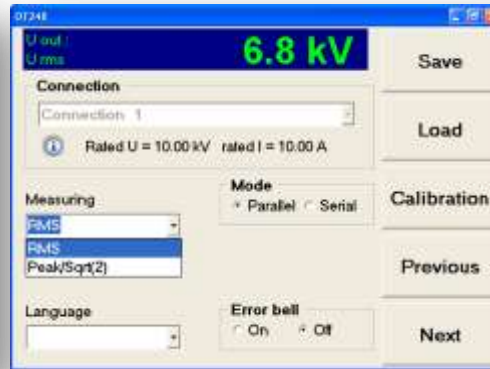 OT248
U out :
U rms
6.8 kV
Connection
Connection 1
Rated U = 10.00 kV rated I = 10.00 A
Measuring
RMS
RMS
Peak/Sqrt(2)
Mode
Parallel Serial
Language
Error bell
On Off
Save
Load
Calibration
Previous
Next